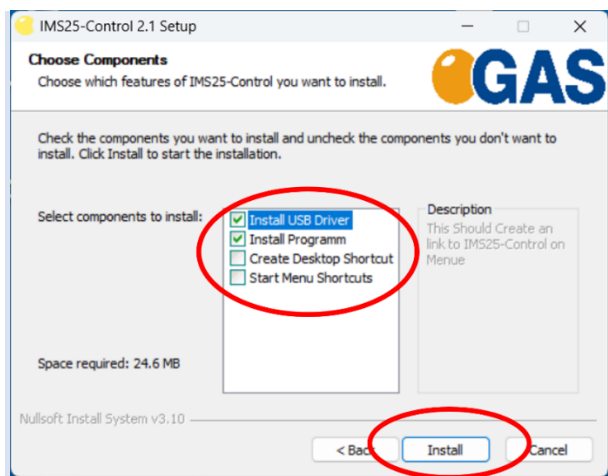 IMS25-Control 2.1 Setup
Choose Components
Choose which features of IMS25-Control you want to install.
GAS
Check the components you want to install and uncheck the components you don't want to
install. Click Install to start the installation.
Select components to install:
Install USB Driver
Install Programm
Create Desktop Shortcut
Start Menu Shortcuts
Description
This Should Create an
link to IMS25-Control on
Menue
Space required: 24.6 MB
Nullsoft Install System v3.10
< Back
Install
Cancel